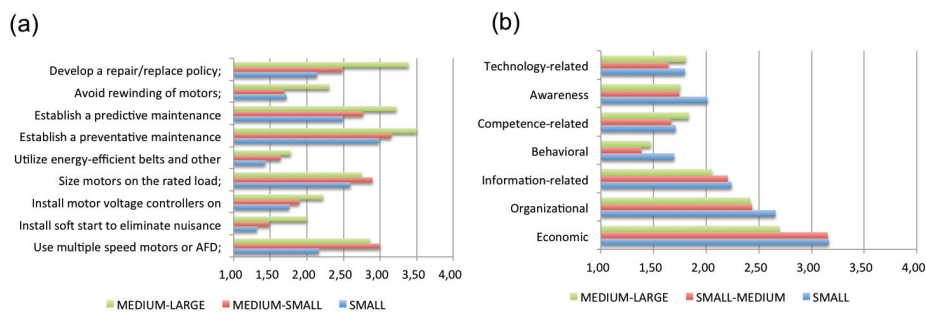 (a)
Develop a repair/replace policy;
Avoid rewinding of motors;
Establish a predictive maintenance
Establish a preventative maintenance
Utilize energy-efficient belts and other
Size motors on the rated load;
Install motor voltage controllers on
Install soft start to eliminate nuisance
Use multiple speed motors or AFD;
1,00 1,50 2,00 2,50 3,00 3,50 4,00
MEDIUM-LARGE MEDIUM-SMALL SMALL
(b)
Technology-related
Awareness
Competence-related
Behavioral
Information-related
Organizational
Economic
1,00 1,50 2,00 2,50 3,00 3,50 4,00
MEDIUM-LARGE SMALL-MEDIUM SMALL